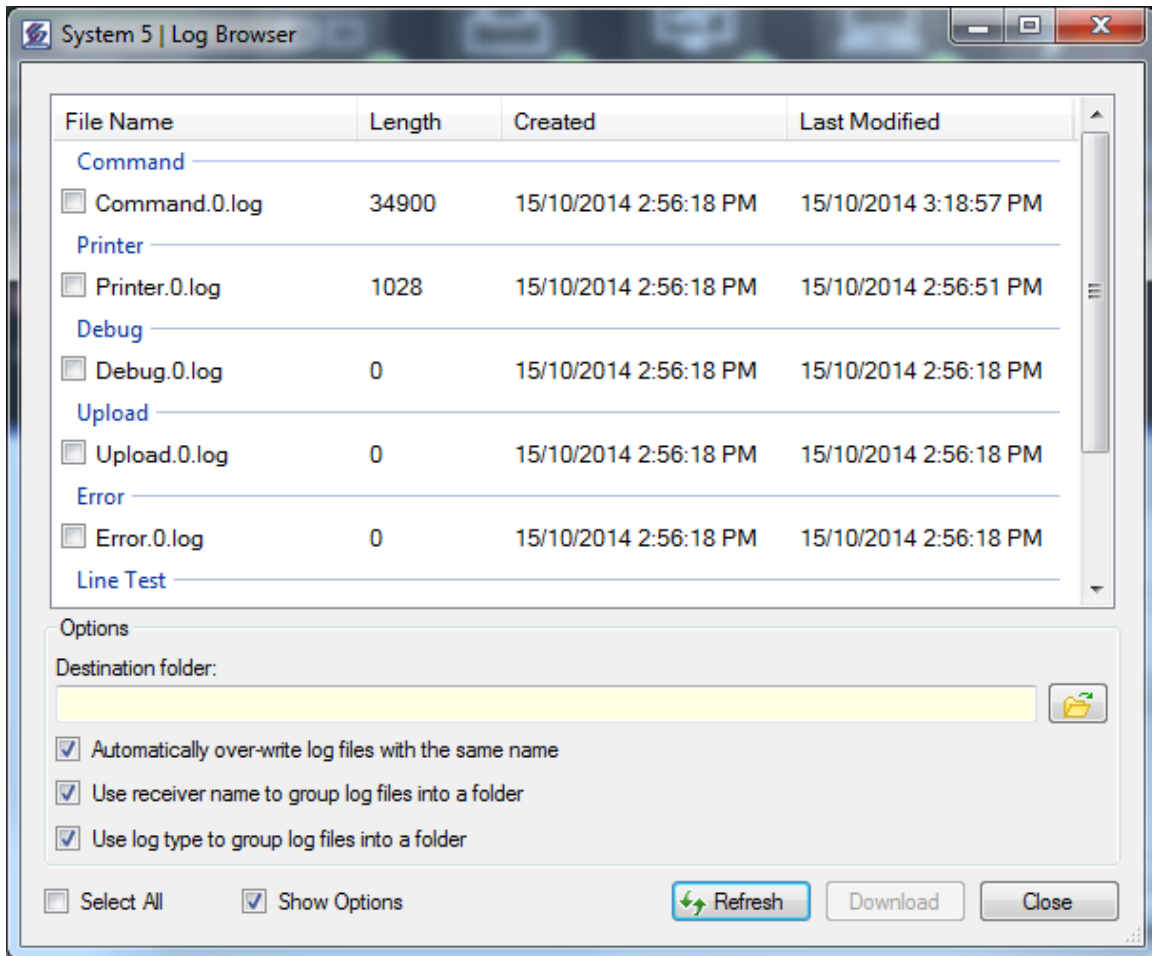 System 5 | Log Browser
File Name Length Created Last Modified
Command
Command.0.log 34900 15/10/2014 2:56:18 PM 15/10/2014 3:18:57 PM
Printer
Printer.0.log 1028 15/10/2014 2:56:18 PM 15/10/2014 2:56:51 PM
Debug
Debug.0.log 0 15/10/2014 2:56:18 PM 15/10/2014 2:56:18 PM
Upload
Upload.0.log 0 15/10/2014 2:56:18 PM 15/10/2014 2:56:18 PM
Error
Error.0.log 0 15/10/2014 2:56:18 PM 15/10/2014 2:56:18 PM
Line Test
Options
Destination folder:
Automatically over-write log files with the same name
Use receiver name to group log files into a folder
Use log type to group log files into a folder
Select All Show Options Refresh Download Close